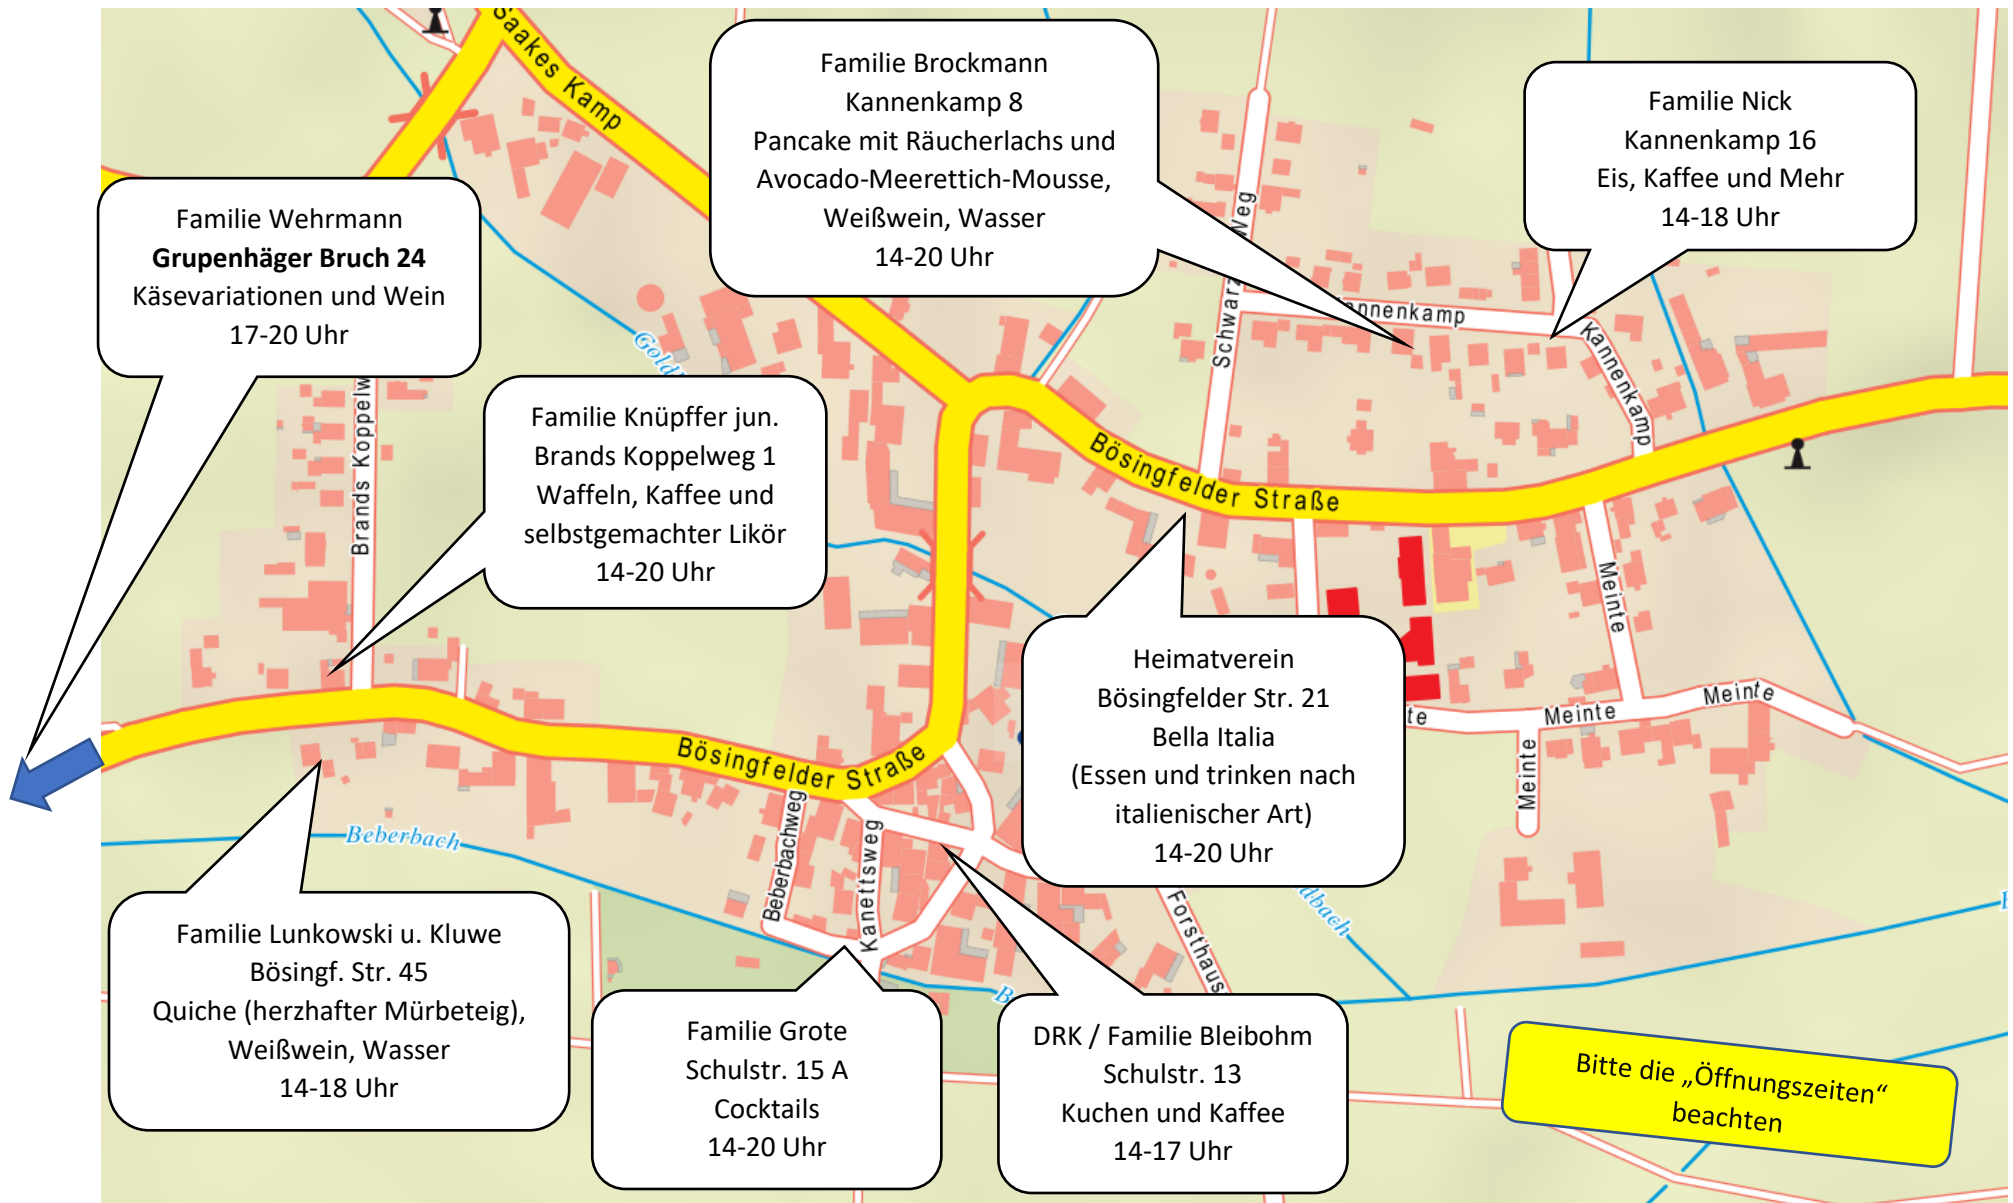 Saakes Kamp
Familie Brockmann
Kannenkamp 8
Pancake mit Räucherlachs und
Avocado-Meerettich-Mousse,
Weißwein, Wasser
14-20 Uhr
Familie Nick
Kannenkamp 16
Eis, Kaffee und Mehr
14-18 Uhr
Familie Wehrmann
Grupenhäger Bruch 24
Käsevariationen und Wein
17-20 Uhr
Familie Knüpffer jun.
Brands Koppelweg 1
Waffeln, Kaffee und
selbstgemachter Likör
14-20 Uhr
Schwarz
Weg
annenkamp
Kannenkamp
Gold
Brands Koppelw
Bösingfelder Straße
Meinte
Heimatverein
Bösingfelder Str. 21
Bella Italia
(Essen und trinken nach
italienischer Art)
14-20 Uhr
te
Meinte
Meinte
Meinte
Bösingfelder Straße
Beberbach
Beberbachweg
Kaneitsweg
Forsthaus
dbach
B
Familie Lunkowski u. Kluwe
Bösingf. Str. 45
Quiche (herzhafter Mürbeteig),
Weißwein, Wasser
14-18 Uhr
Familie Grote
Schulstr. 15 A
Cocktails
14-20 Uhr
DRK / Familie Bleibohm
Schulstr. 13
Kuchen und Kaffee
14-17 Uhr
Bitte die „Öffnungszeiten“
beachten